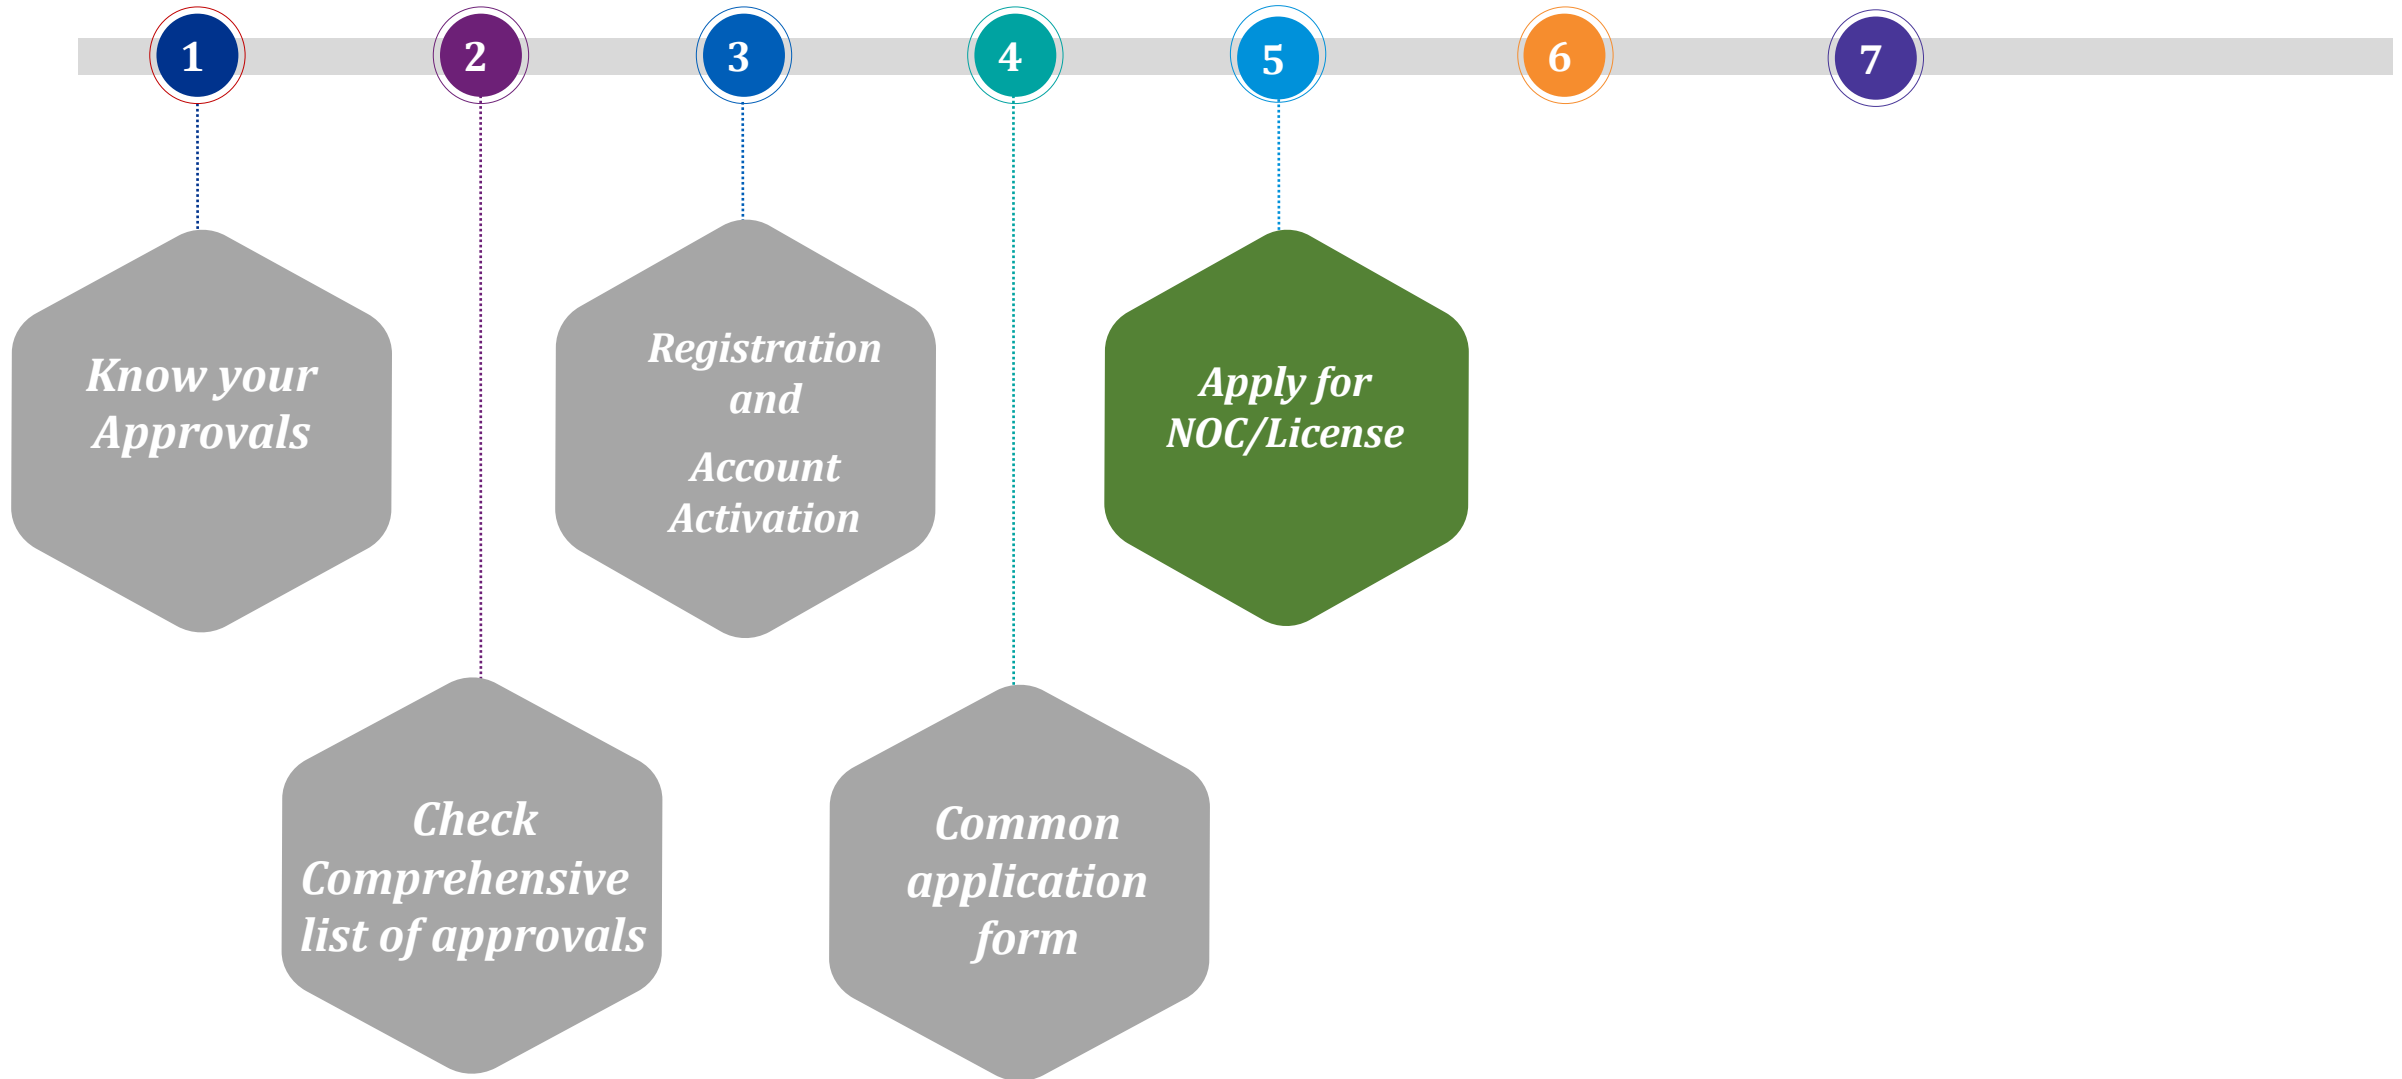 1
2
3
4
5
6
7
Know your
Approvals
Registration
and
Account
Activation
Apply for
NOC/License
Check
Comprehensive
list of approvals
Common
application
form